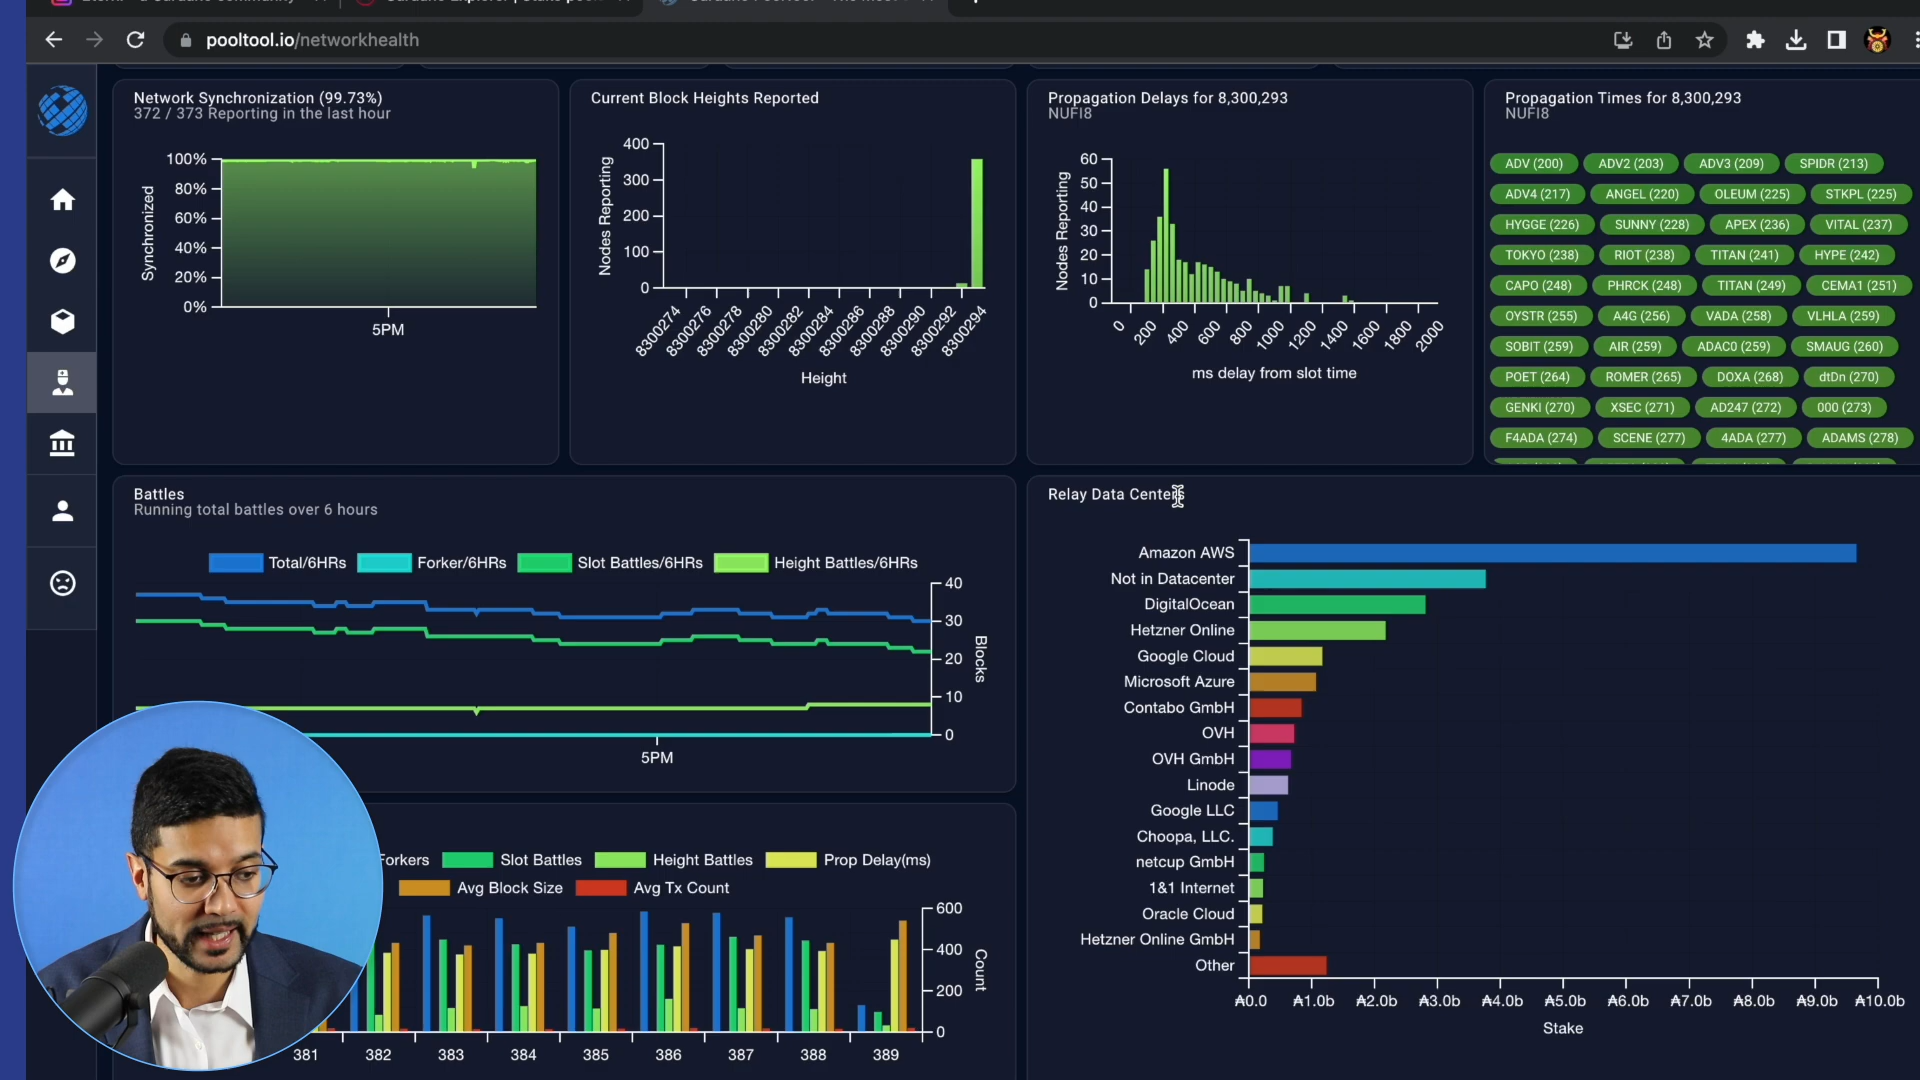 pooltool.io/networkhealth
Network Synchronization (99.73%)
372 / 373 Reporting in the last hour
100%
80%
60%
40%
20%
0%
Synchronized
5PM
Current Block Heights Reported
400
300
200
100
0
Nodes Reporting
8300274
8300276
8300278
8300280
8300282
8300284
8300286
8300288
8300290
8300292
8300294
Height
Propagation Delays for 8,300,293
NUFI8
60
50
40
30
20
10
0
Nodes Reporting
0
200
400
600
800
1000
1200
1400
1600
1800
2000
ms delay from slot time
Propagation Times for 8,300,293
NUFI8
ADV (200) ADV2 (203) ADV3 (209) SPIDR (213)
ADV4 (217) ANGEL (220) OLEUM (225) STKPL (225)
HYGGE (226) SUNNY (228) APEX (236) VITAL (237)
TOKYO (238) RIOT (238) TITAN (241) HYPE (242)
CAPO (248) PHRCK (248) TITAN (249) CEMA1 (251)
OYSTR (255) A4G (256) VADA (258) VLHLA (259)
SOBIT (259) AIR (259) ADAC0 (259) SMAUG (260)
POET (264) ROMER (265) DOXA (268) dtDn (270)
GENKI (270) XSEC (271) AD247 (272) 000 (273)
F4ADA (274) SCENE (277) 4ADA (277) ADAMS (278)
Battles
Running total battles over 6 hours
Total/6HRs Forker/6HRs Slot Battles/6HRs Height Battles/6HRs
40
30
20
10
0
Blocks
5PM
Forkers Slot Battles Height Battles Prop Delay(ms)
Avg Block Size Avg Tx Count
600
400
200
0
Count
381 382 383 384 385 386 387 388 389
Relay Data Centers
Amazon AWS
Not in Datacenter
DigitalOcean
Hetzner Online
Google Cloud
Microsoft Azure
Contabo GmbH
OVH
OVH GmbH
Linode
Google LLC
Choopa, LLC.
netcup GmbH
1&1 Internet
Oracle Cloud
Hetzner Online GmbH
Other
₳0.0 ₳1.0b ₳2.0b ₳3.0b ₳4.0b ₳5.0b ₳6.0b ₳7.0b ₳8.0b ₳9.0b ₳10.0b
Stake